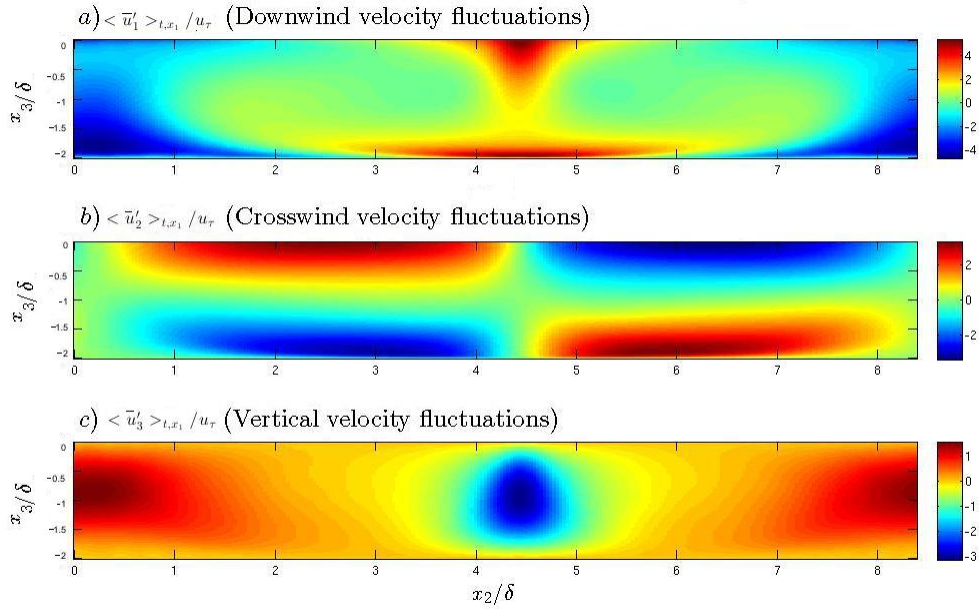 a) < ū′₁ >ₜ,ₓ₁ /u_τ (Downwind velocity fluctuations)
0
−0.5
−1
−1.5
−2
x₃/δ
0 1 2 3 4 5 6 7 8
4
2
0
−2
−4
b) < ū′₂ >ₜ,ₓ₁ /u_τ (Crosswind velocity fluctuations)
0
−0.5
−1
−1.5
−2
x₃/δ
0 1 2 3 4 5 6 7 8
2
0
−2
c) < ū′₃ >ₜ,ₓ₁ /u_τ (Vertical velocity fluctuations)
0
−0.5
−1
−1.5
−2
x₃/δ
0 1 2 3 4 5 6 7 8
1
0
−1
−2
−3
x₂/δ